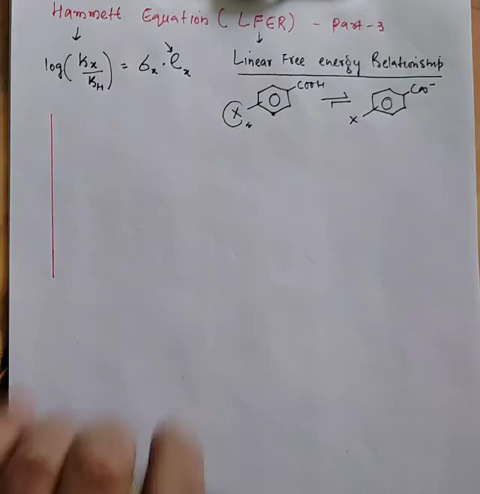 Hammett Equation (LFER) - Part-3
log(Kx/KH) = σx . ρx
Linear Free energy Relationship
COOH ⇌ COO⁻
X H X